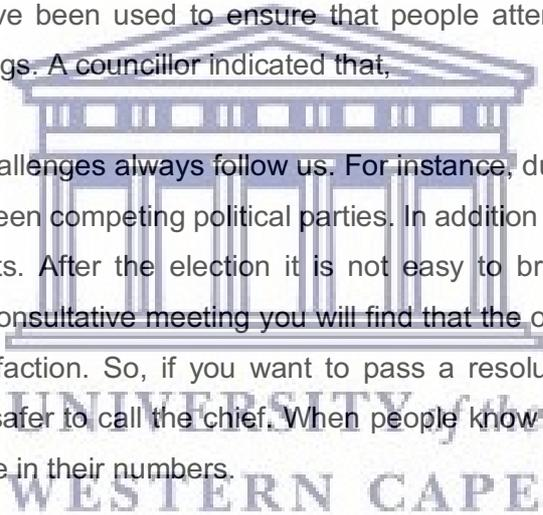 ve been used to ensure that people atte
gs. A councillor indicated that,
allenges always follow us. For instance, du
een competing political parties. In addition
ts. After the election it is not easy to br
onsultative meeting you will find that the o
faction. So, if you want to pass a resolu
safer to call the chief. When people know
UNIVERSITY of the
e in their numbers.
WESTERN CAPE